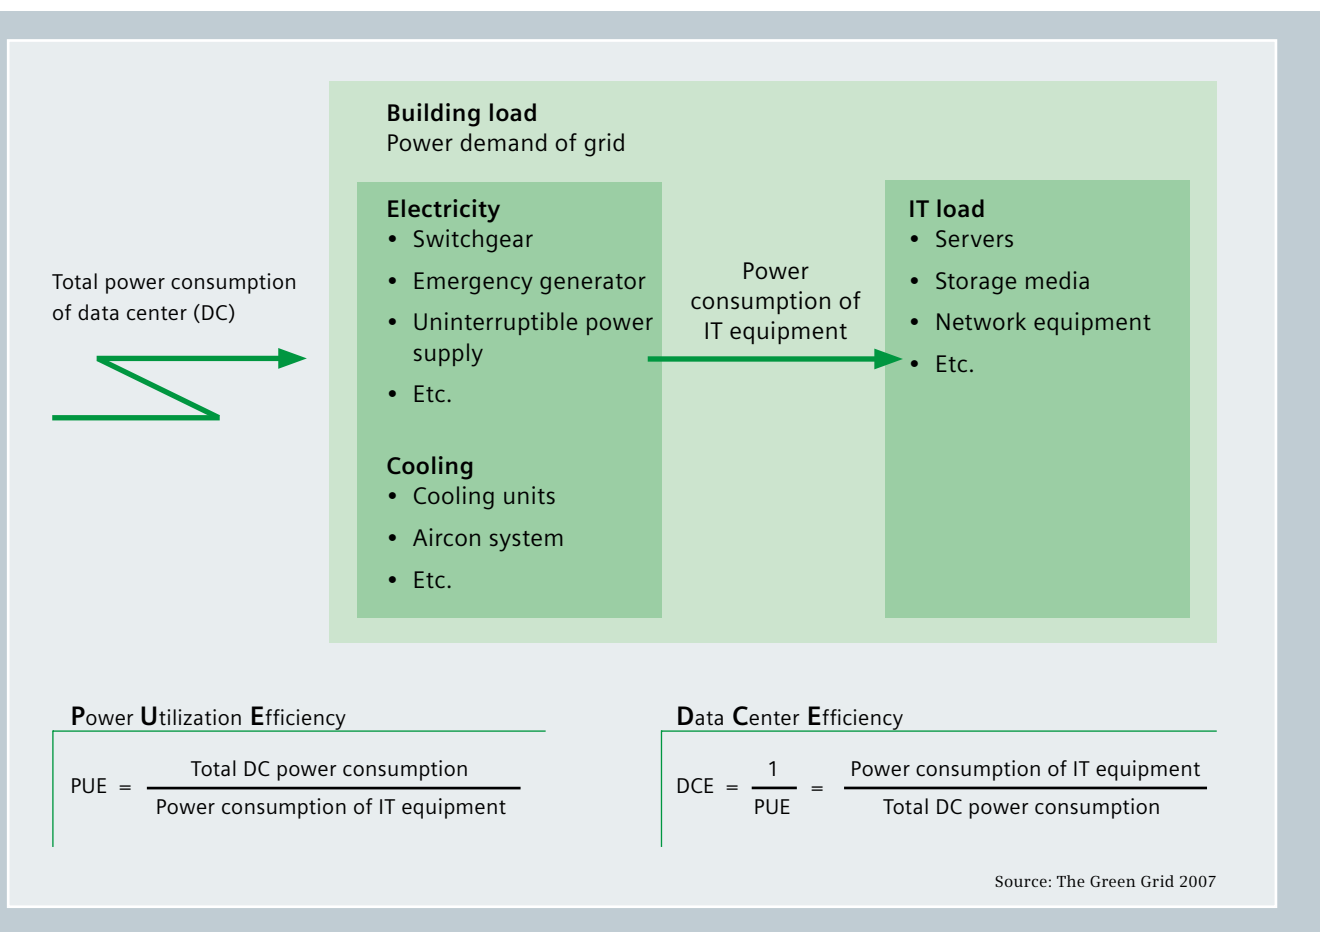 Building load
Power demand of grid
Electricity
• Switchgear
• Emergency generator
• Uninterruptible power
supply
• Etc.
Cooling
• Cooling units
• Aircon system
• Etc.
Total power consumption
of data center (DC)
Power
consumption of
IT equipment
IT load
• Servers
• Storage media
• Network equipment
• Etc.
Power Utilization Efficiency
PUE = Total DC power consumption
Power consumption of IT equipment
Data Center Efficiency
DCE = 1 = Power consumption of IT equipment
PUE Total DC power consumption
Source: The Green Grid 2007